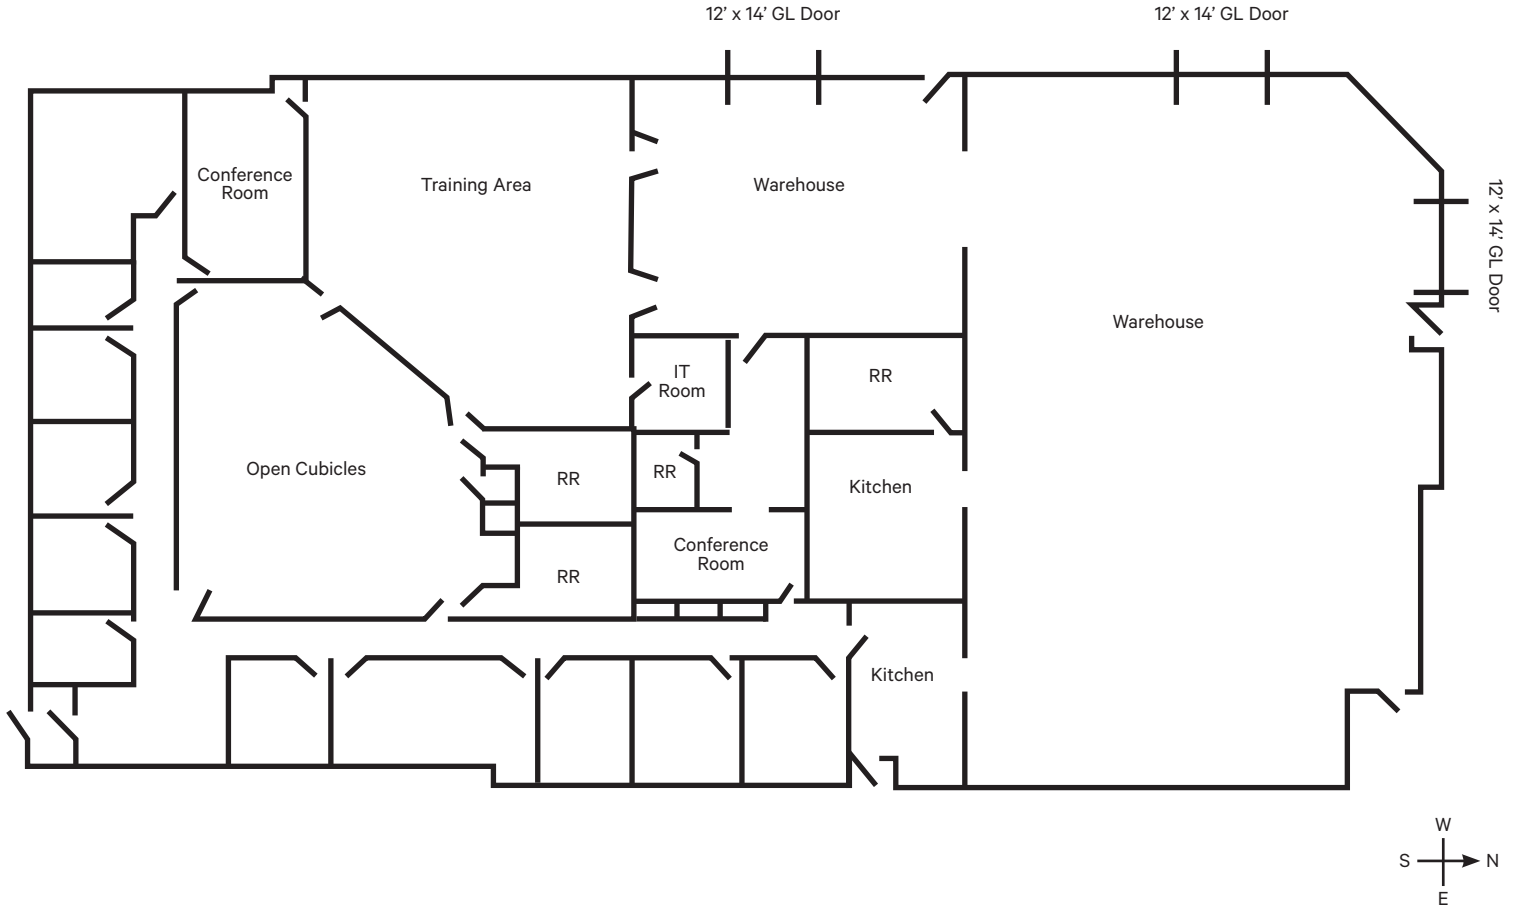 12’ x 14’ GL Door
12’ x 14’ GL Door
Conference
Room
Training Area
Warehouse
12’ x 14’ GL Door
Warehouse
IT
Room
RR
Open Cubicles
RR
RR
Kitchen
Conference
Room
RR
Kitchen
W
S
N
E